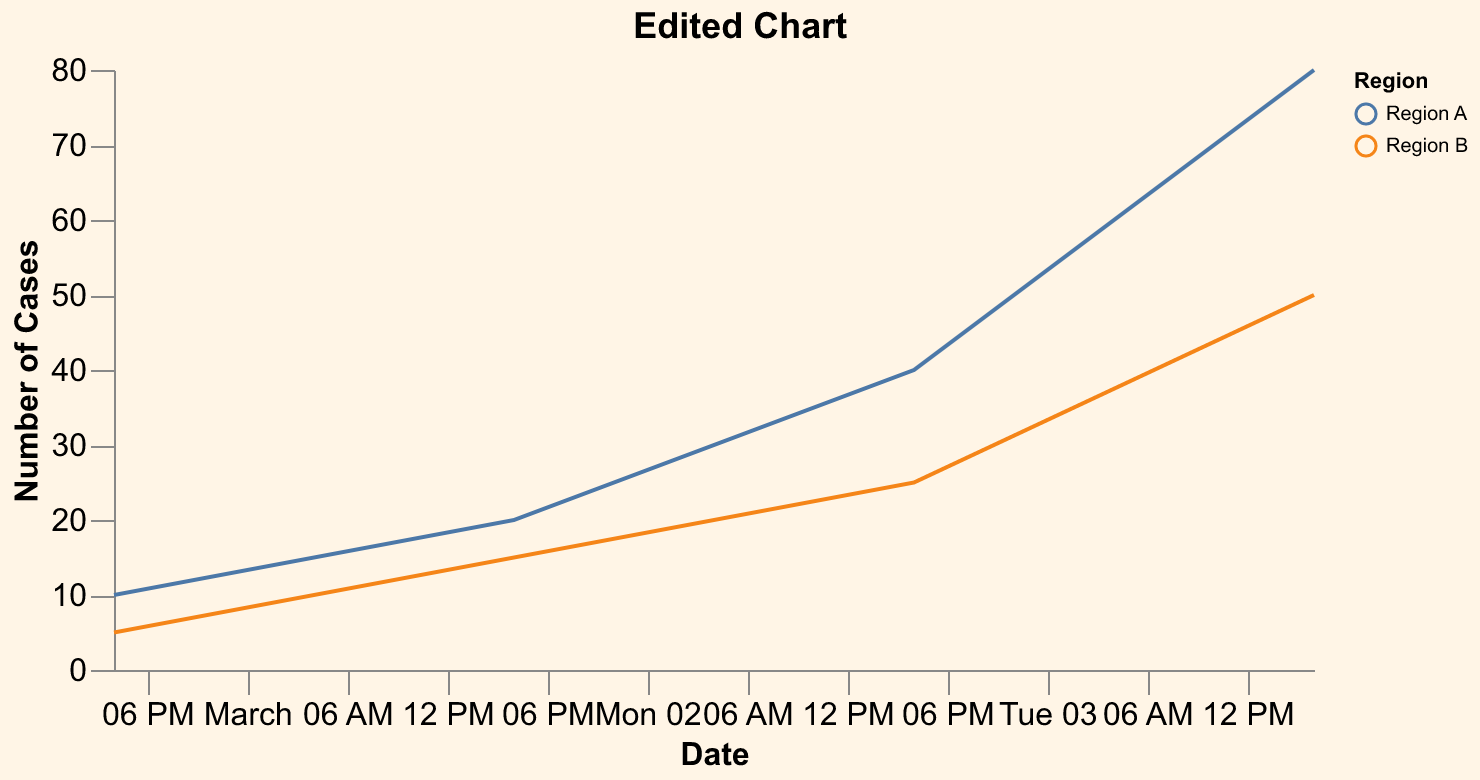 Edited Chart
Number of Cases
80
70
60
50
40
30
20
10
0
06 PM March 06 AM 12 PM 06 PM Mon 02 06 AM 12 PM 06 PM Tue 03 06 AM 12 PM
Date
Region
Region A
Region B